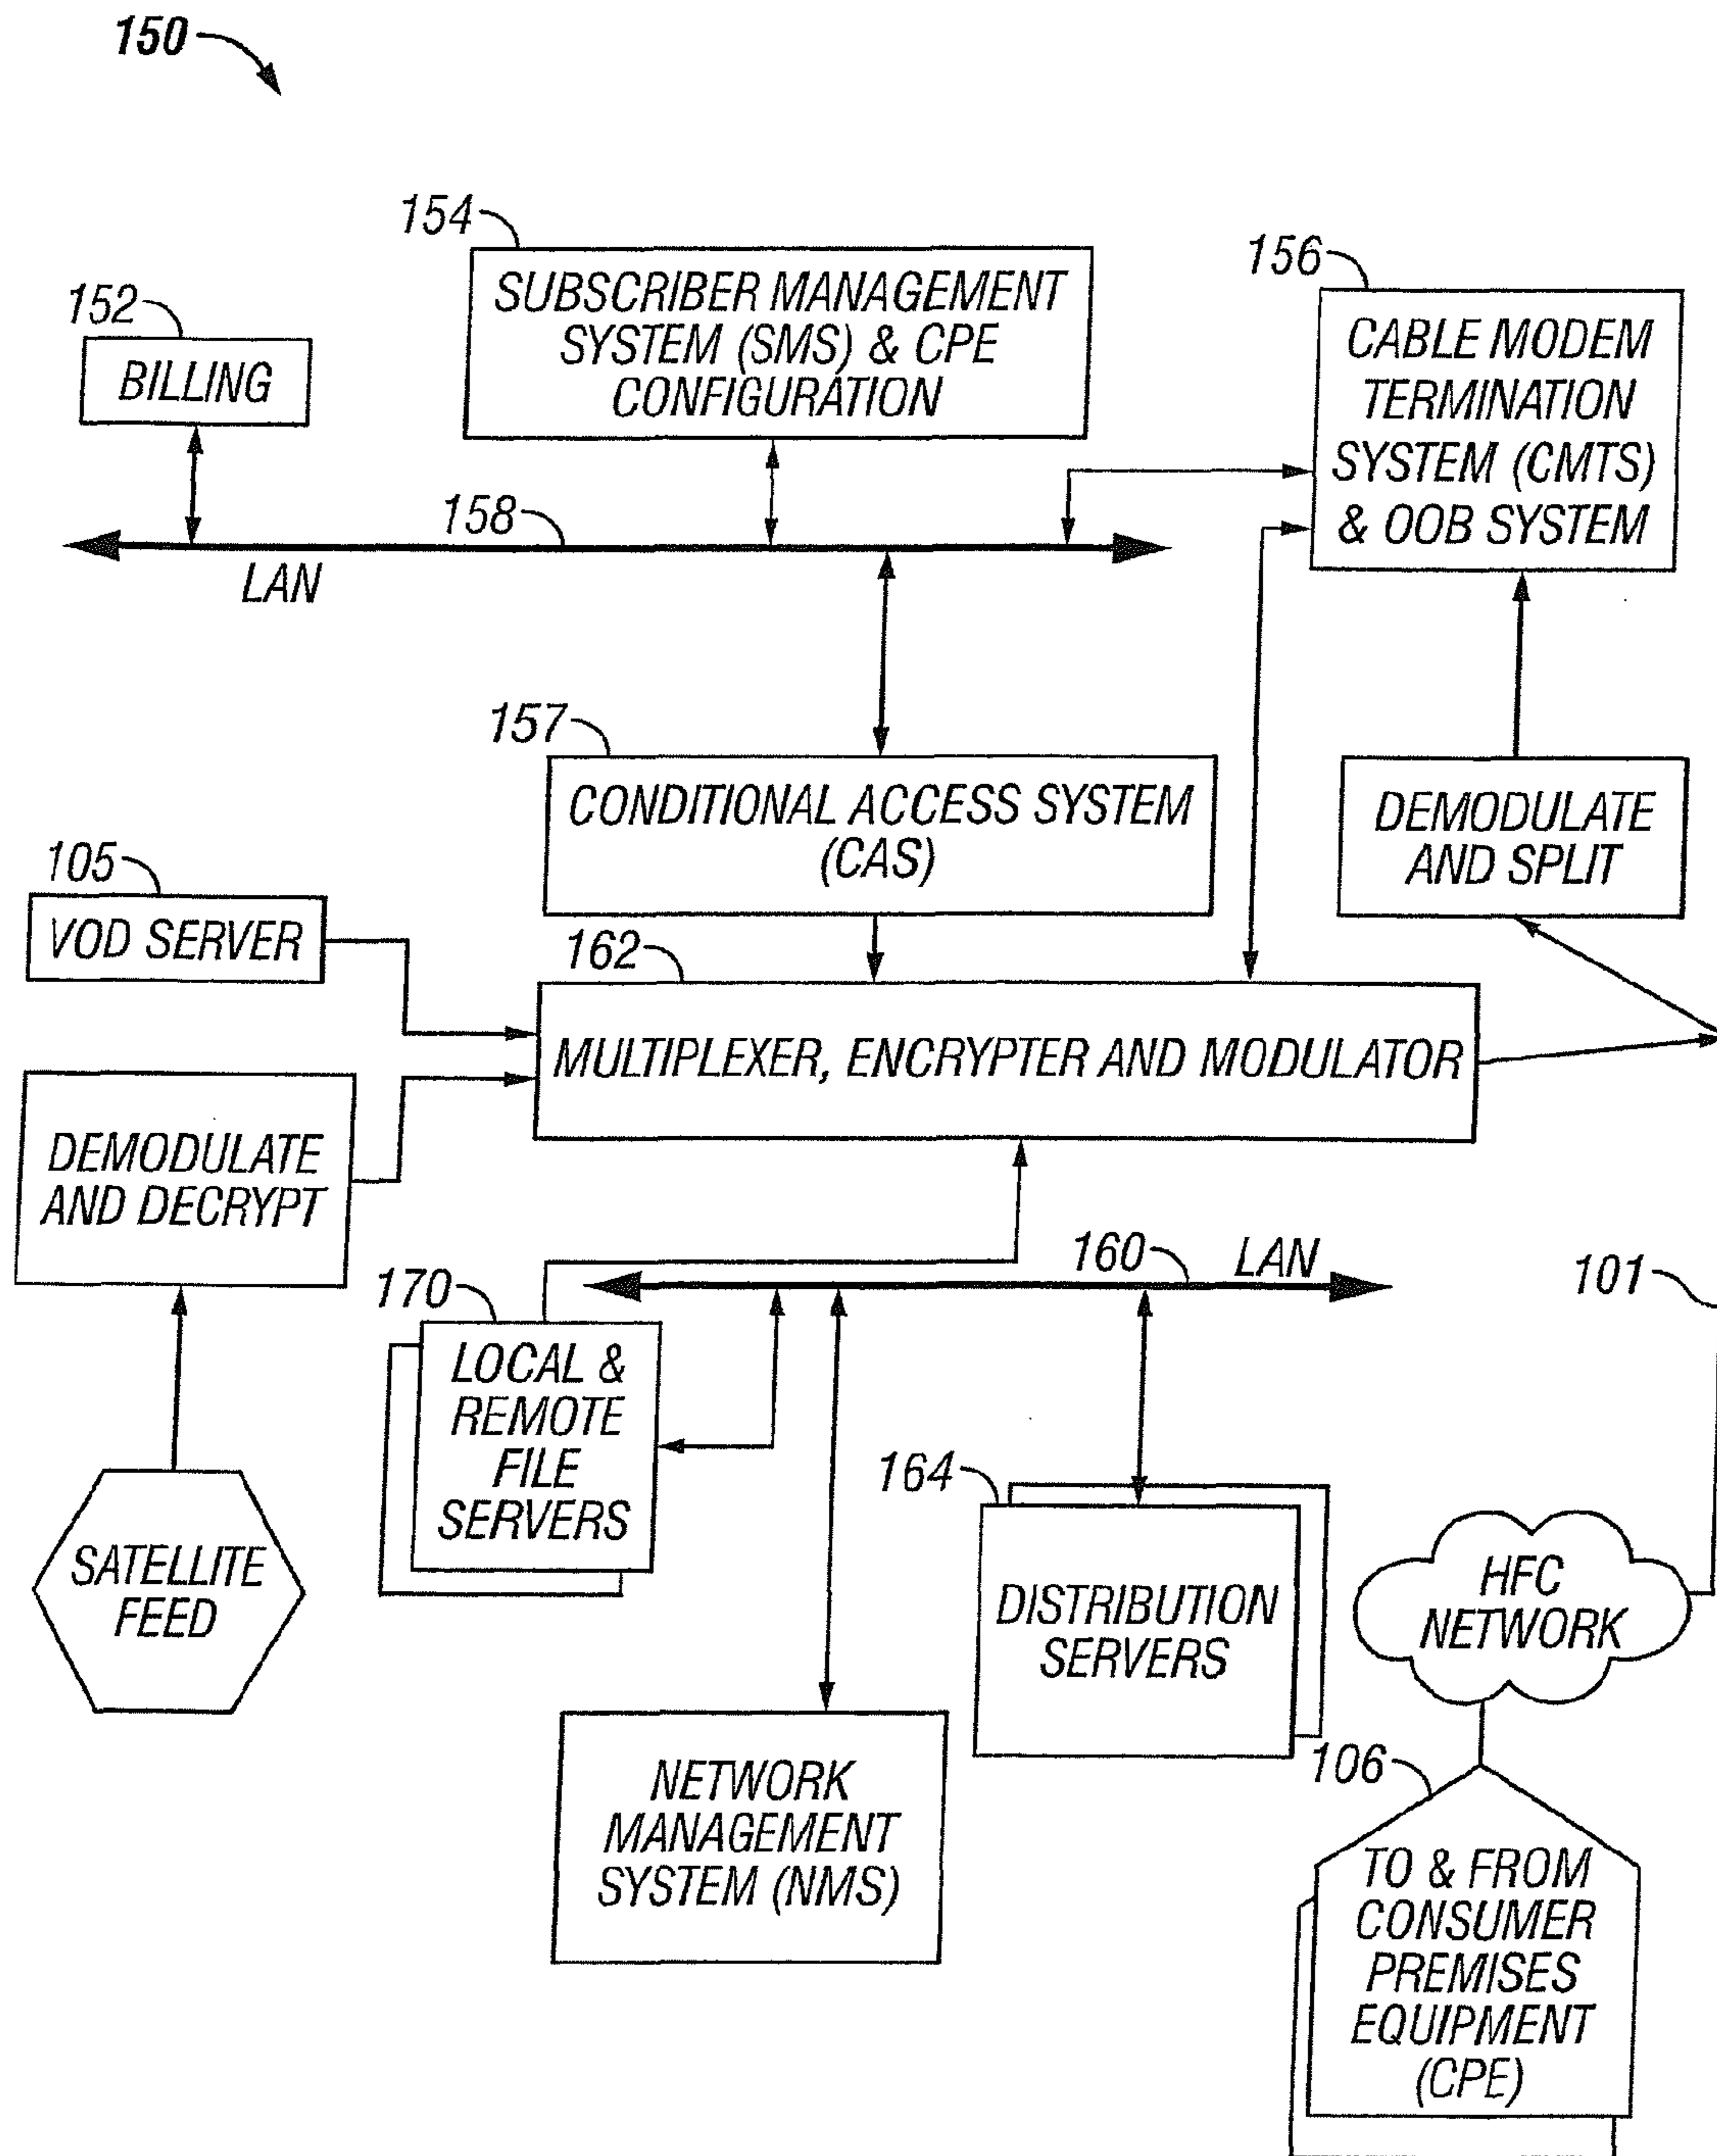 150
154
SUBSCRIBER MANAGEMENT
SYSTEM (SMS) & CPE
CONFIGURATION
156
CABLE MODEM
TERMINATION
SYSTEM (CMTS)
& OOB SYSTEM
152
BILLING
158
LAN
157
CONDITIONAL ACCESS SYSTEM
(CAS)
DEMODULATE
AND SPLIT
105
VOD SERVER
162
MULTIPLEXER, ENCRYPTER AND MODULATOR
DEMODULATE
AND DECRYPT
160
LAN
101
170
LOCAL &
REMOTE
FILE
SERVERS
164
DISTRIBUTION
SERVERS
SATELLITE
FEED
HFC
NETWORK
NETWORK
MANAGEMENT
SYSTEM (NMS)
106
TO & FROM
CONSUMER
PREMISES
EQUIPMENT
(CPE)